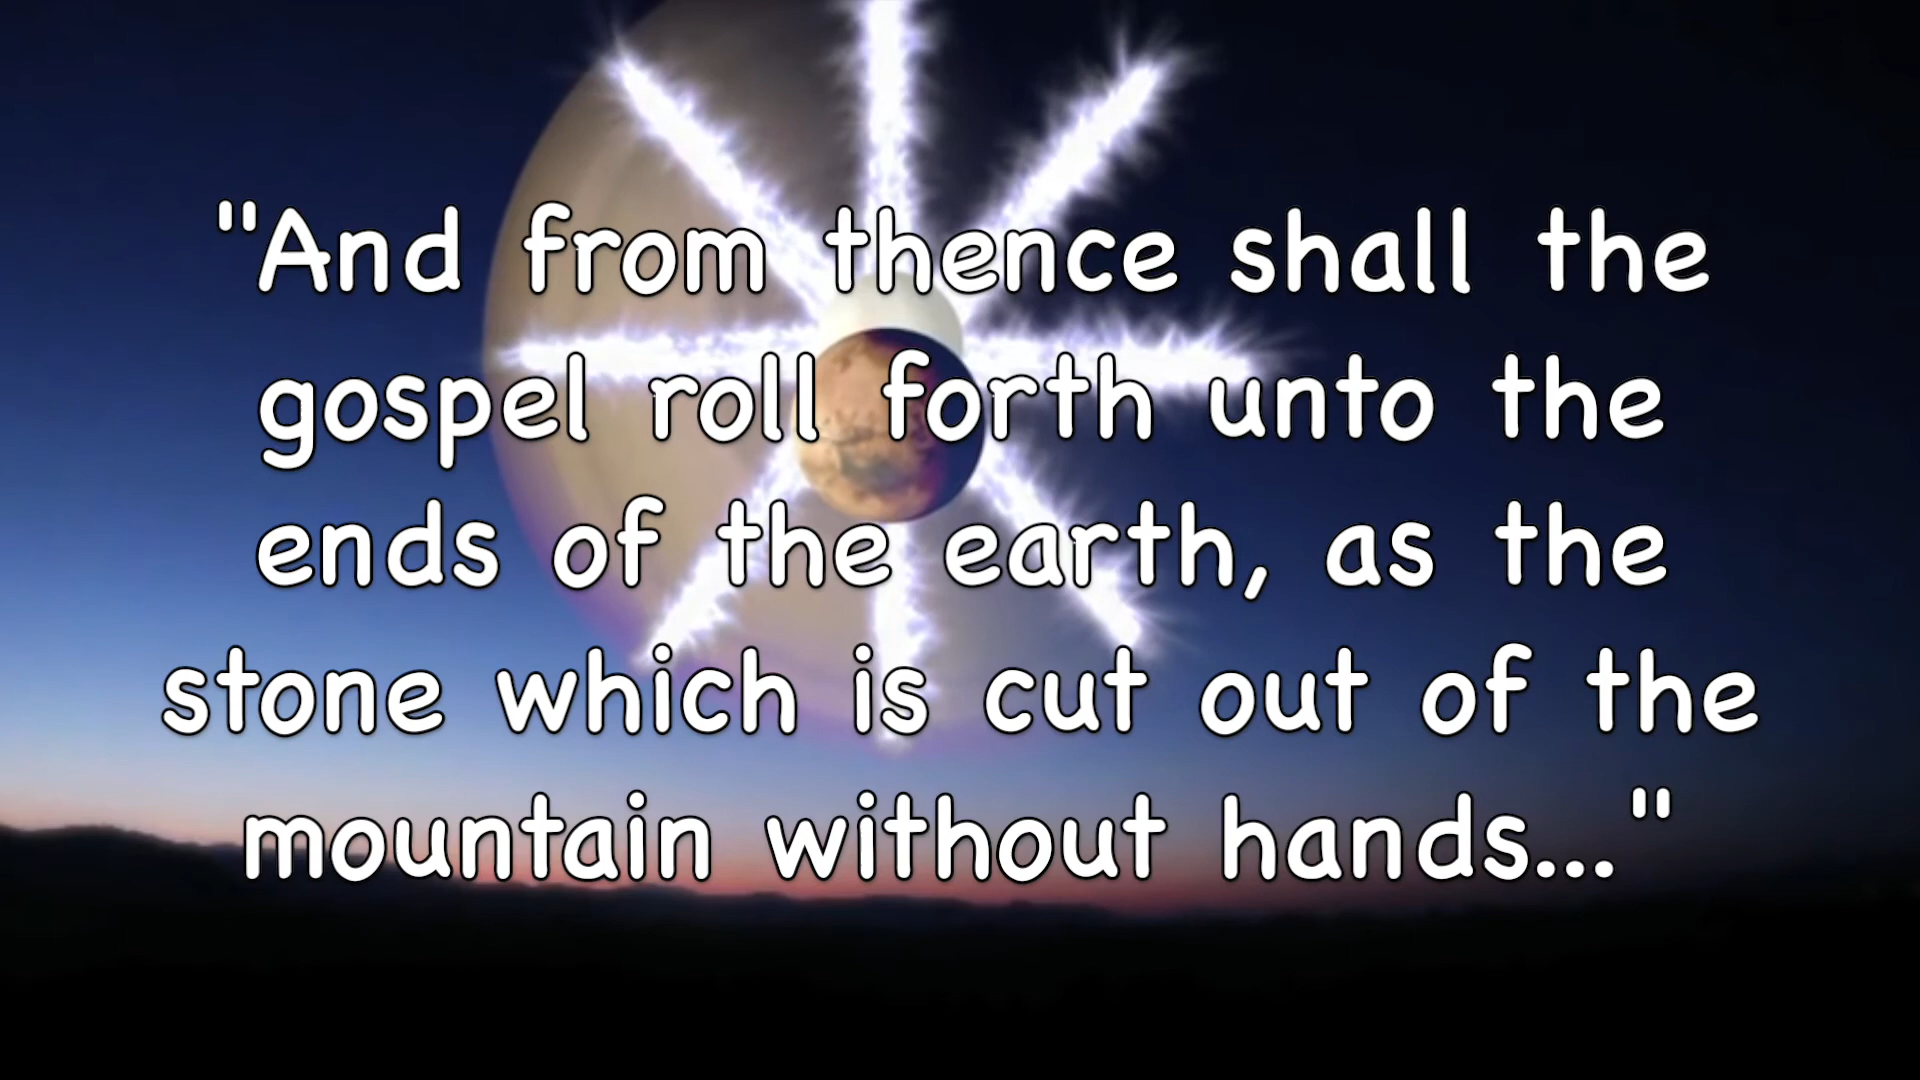 "And from thence shall the
gospel roll forth unto the
ends of the earth, as the
stone which is cut out of the
mountain without hands..."